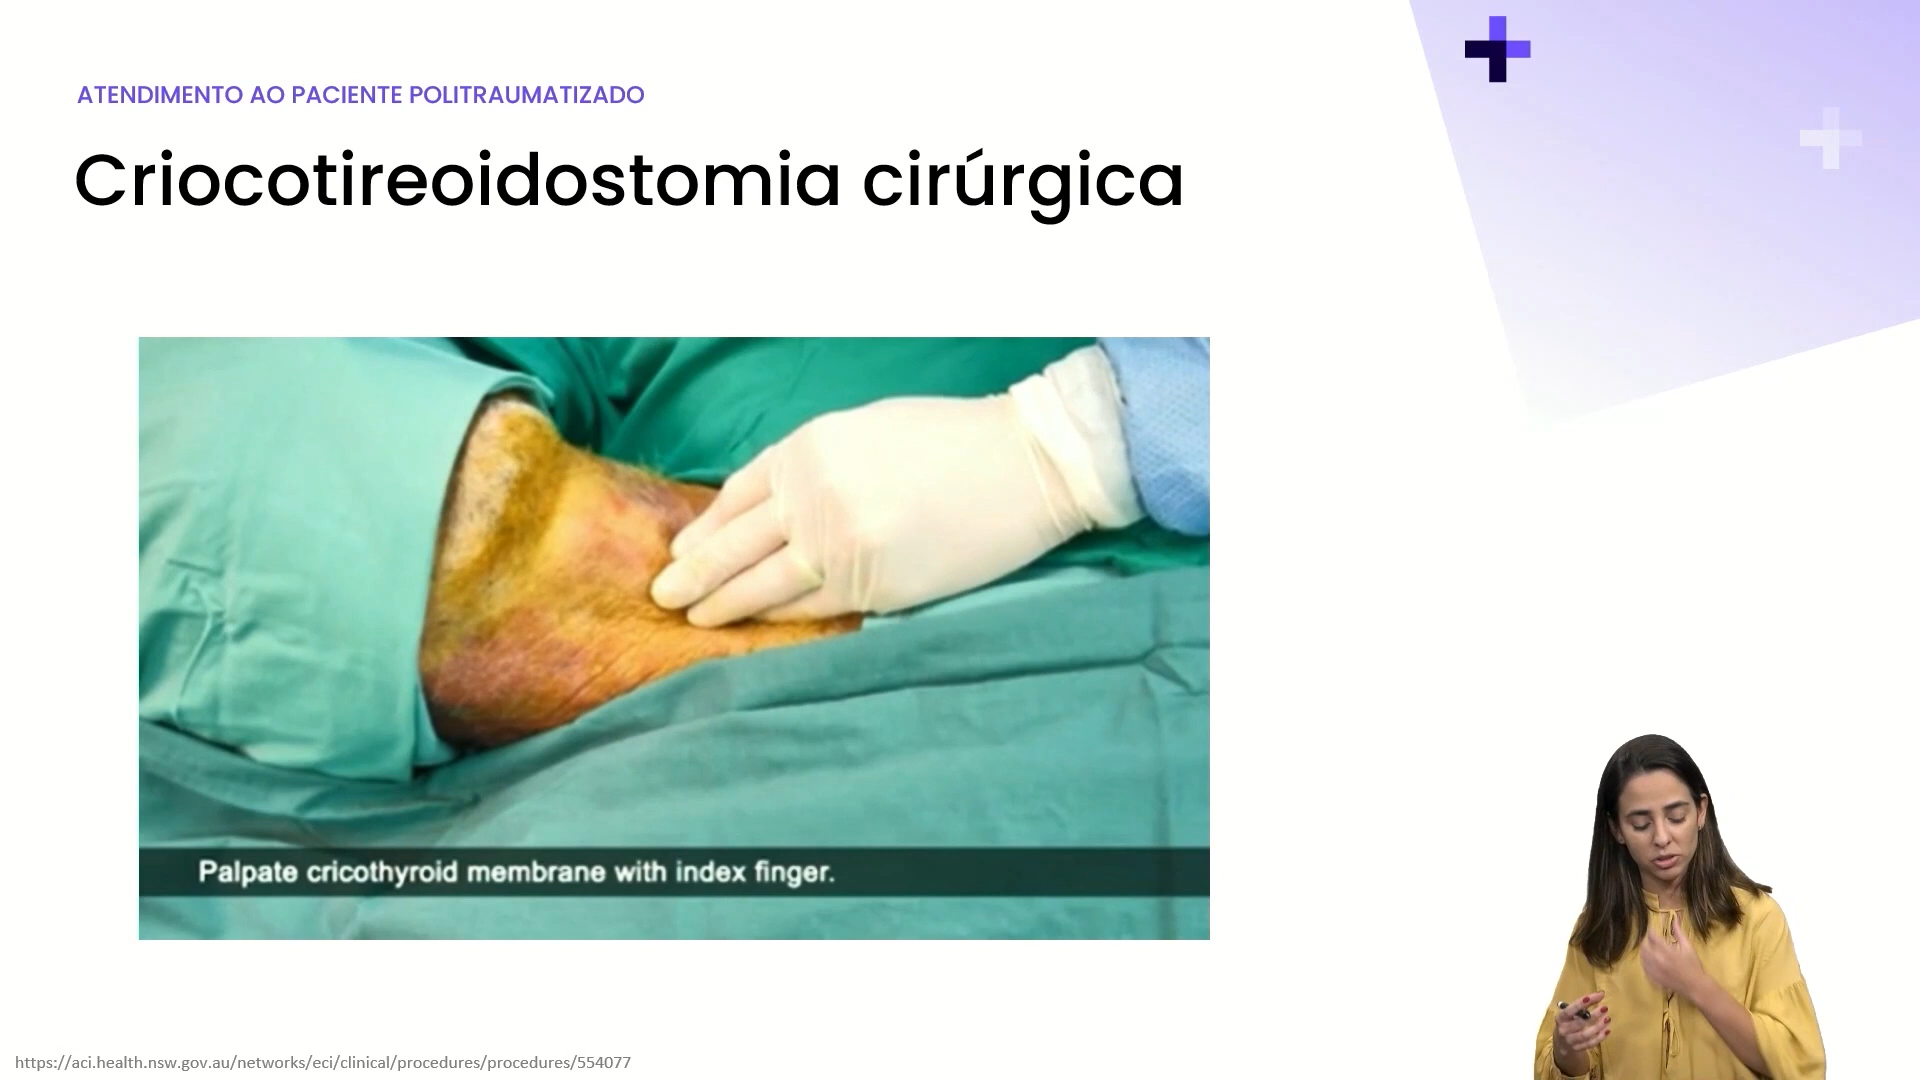 ATENDIMENTO AO PACIENTE POLITRAUMATIZADO
Criocotireoidostomia cirúrgica
Palpate cricothyroid membrane with index finger.
https://aci.health.nsw.gov.au/networks/eci/clinical/procedures/procedures/554077